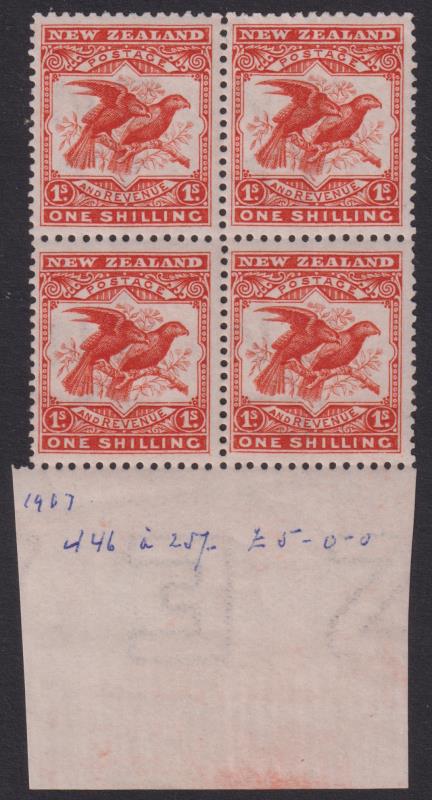 NEW ZEALAND NEW ZEALAND
POSTAGE POSTAGE
1S AND REVENUE 1S 1S AND REVENUE 1S
ONE SHILLING ONE SHILLING
NEW ZEALAND NEW ZEALAND
POSTAGE POSTAGE
1S AND REVENUE 1S 1S AND REVENUE 1S
ONE SHILLING ONE SHILLING
1907
446 à 25/- £5-0-0